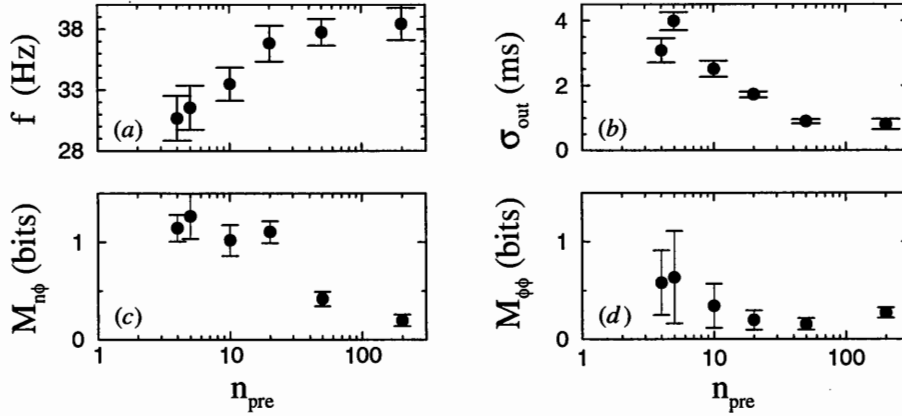 38
33
28
f (Hz)
(a)
4
2
0
σout (ms)
(b)
1
0
Mnϕ (bits)
(c)
1 10 100
npre
1
0
Mϕϕ (bits)
(d)
1 10 100
npre